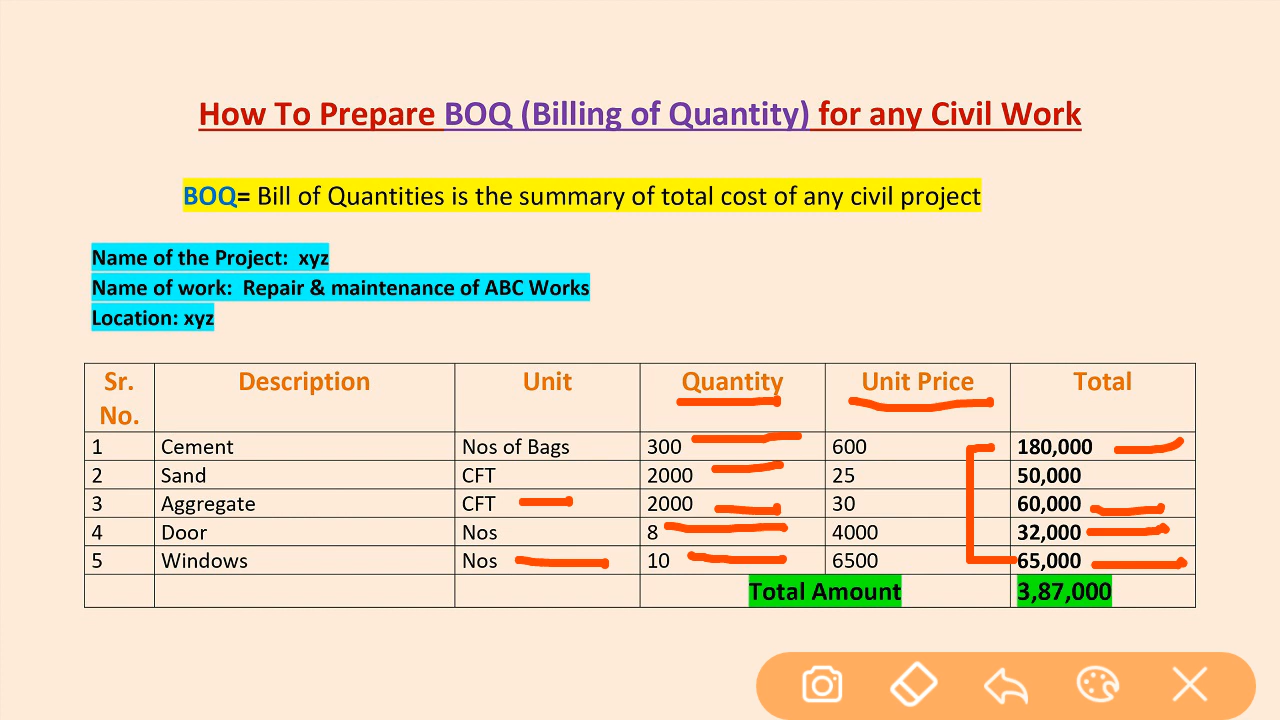 How To Prepare BOQ (Billing of Quantity) for any Civil Work
BOQ= Bill of Quantities is the summary of total cost of any civil project
Name of the Project: xyz
Name of work: Repair & maintenance of ABC Works
Location: xyz
Sr. No. Description Unit Quantity Unit Price Total
1 Cement Nos of Bags 300 600 180,000
2 Sand CFT 2000 25 50,000
3 Aggregate CFT 2000 30 60,000
4 Door Nos 8 4000 32,000
5 Windows Nos 10 6500 65,000
Total Amount 3,87,000